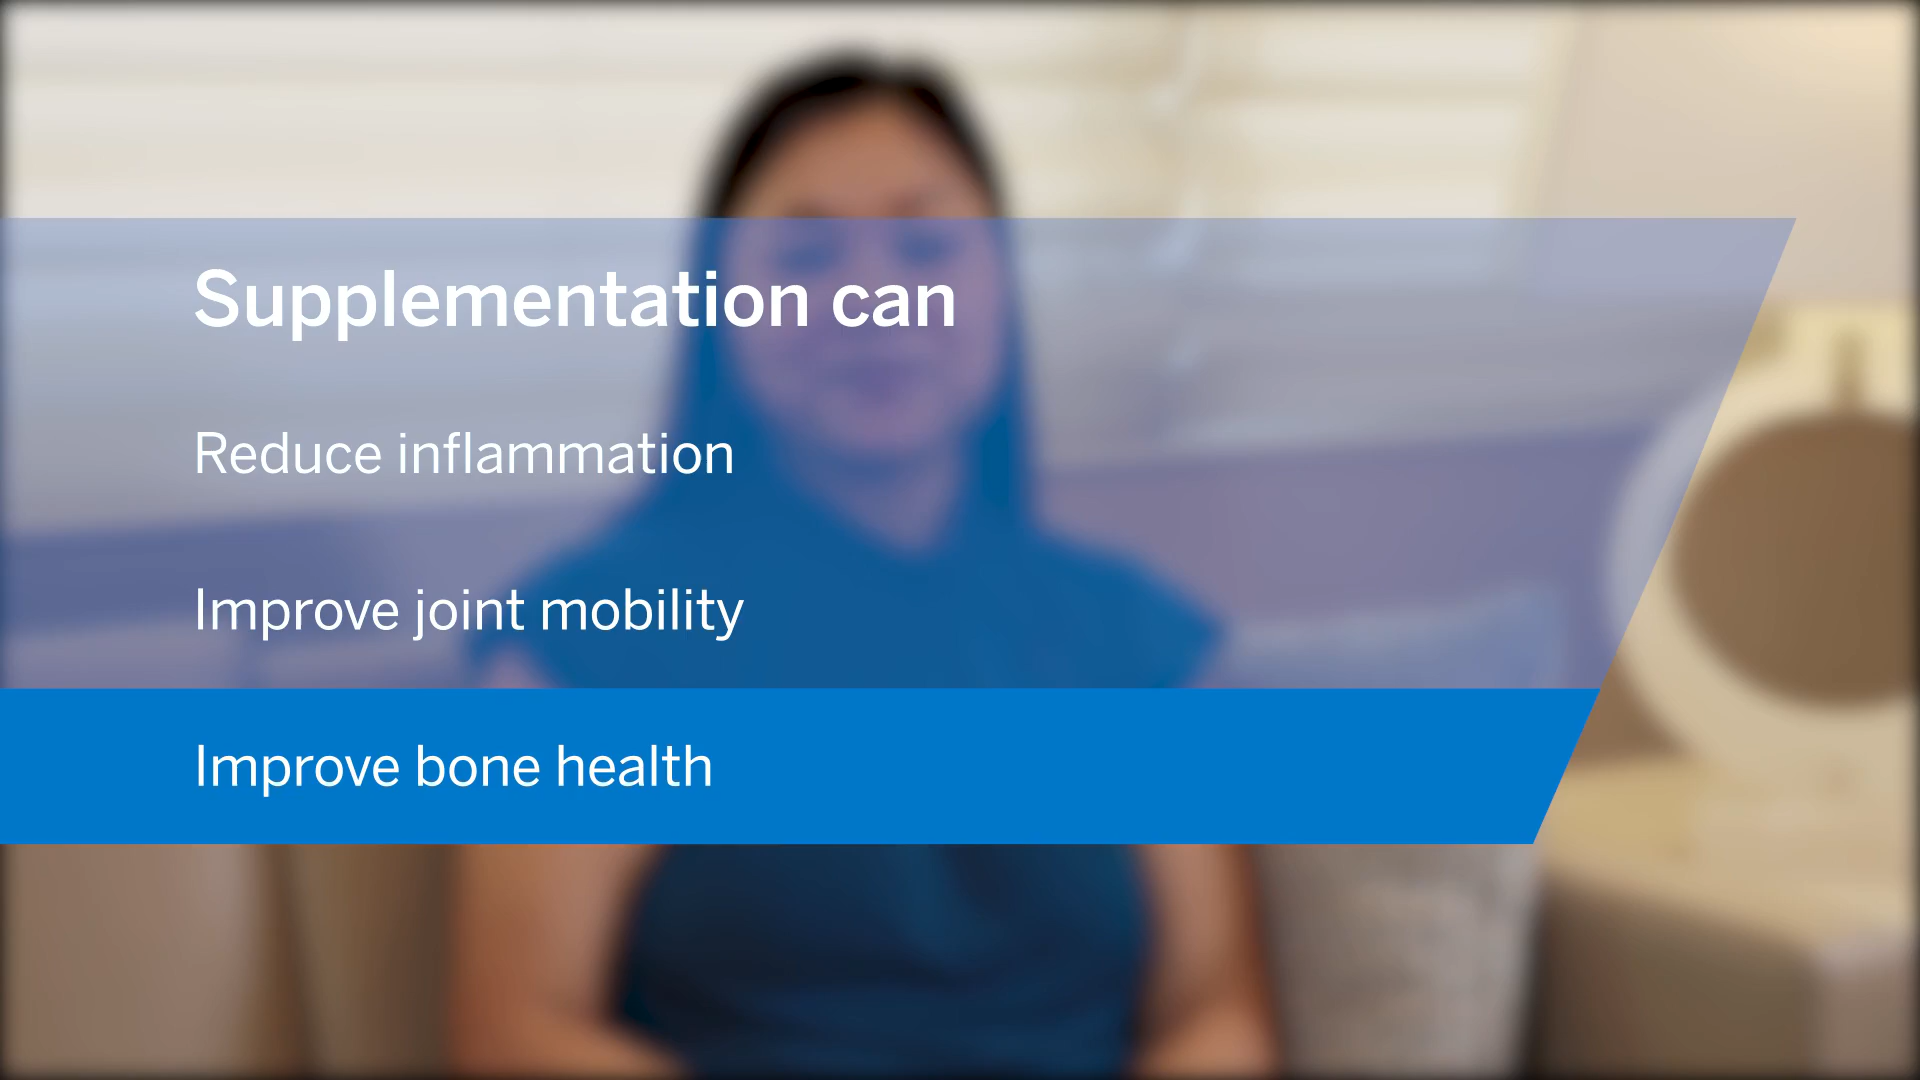 Supplementation can
Reduce inflammation
Improve joint mobility
Improve bone health